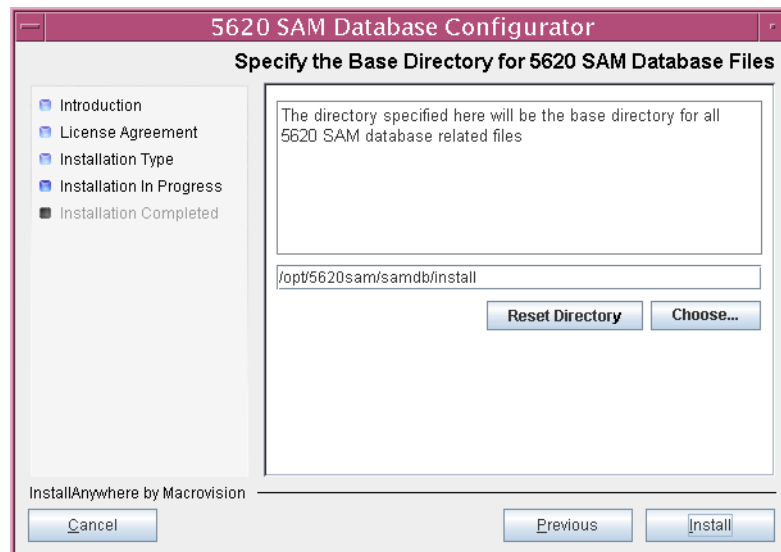 5620 SAM Database Configurator
Specify the Base Directory for 5620 SAM Database Files
Introduction
License Agreement
Installation Type
Installation In Progress
Installation Completed
The directory specified here will be the base directory for all
5620 SAM database related files
/opt/5620sam/samdb/install
Reset Directory
Choose...
InstallAnywhere by Macrovision
Cancel
Previous
Install